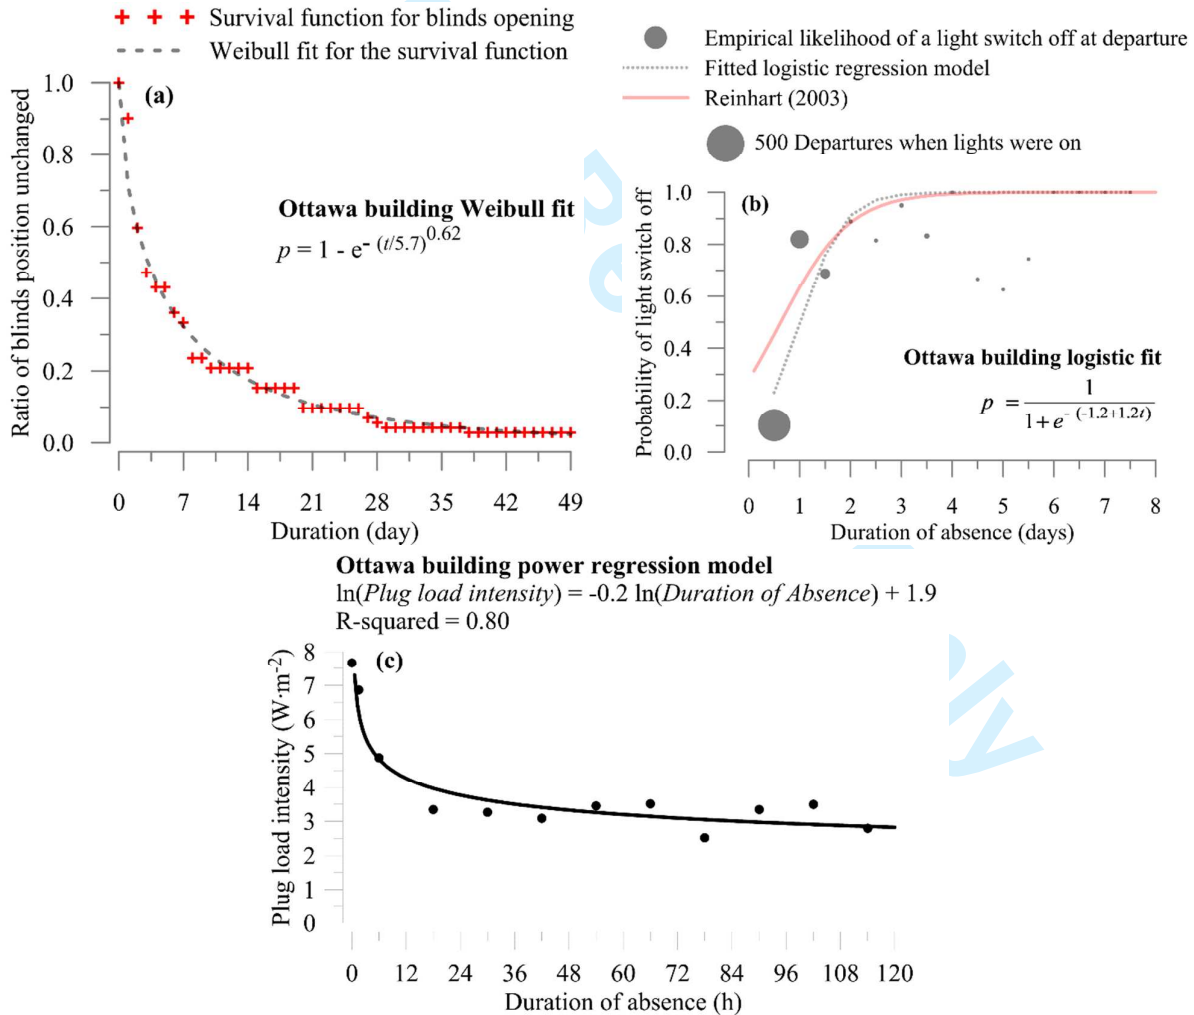 Survival function for blinds opening
Weibull fit for the survival function
(a)
Ratio of blinds position unchanged
1.0
0.8
0.6
0.4
0.2
0.0
Ottawa building Weibull fit
p = 1 - e- (t/5.7)0.62
0 7 14 21 28 35 42 49
Duration (day)
Empirical likelihood of a light switch off at departure
Fitted logistic regression model
Reinhart (2003)
500 Departures when lights were on
(b)
Probability of light switch off
1.0
0.8
0.6
0.4
0.2
0.0
Ottawa building logistic fit
p = 1
1+e- (-1.2+1.2t)
0 1 2 3 4 5 6 7 8
Duration of absence (days)
Ottawa building power regression model
ln(Plug load intensity) = -0.2 ln(Duration of Absence) + 1.9
R-squared = 0.80
(c)
Plug load intensity (W·m-2)
8
7
6
5
4
3
2
1
0
0 12 24 36 48 60 72 84 96 108 120
Duration of absence (h)
ly